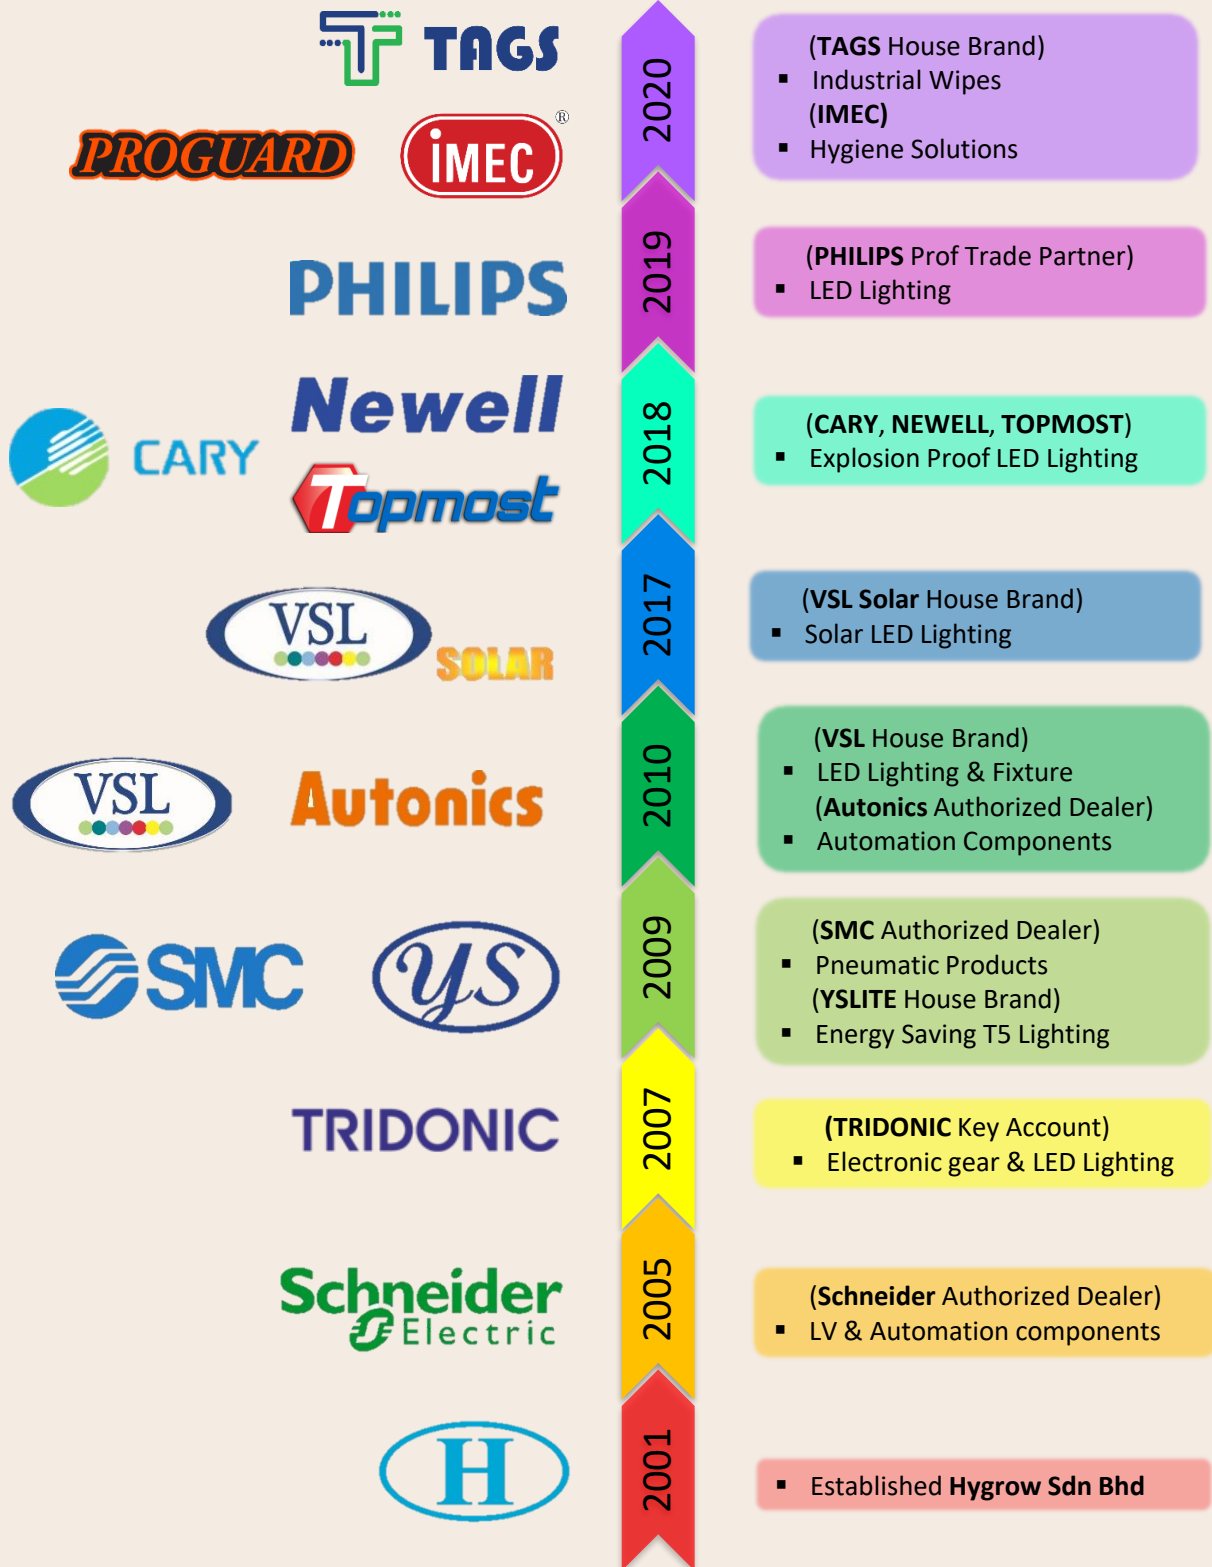 TAGS
PROGUARD
iMEC®
2020
(TAGS House Brand)
▪ Industrial Wipes
(IMEC)
▪ Hygiene Solutions
PHILIPS
2019
(PHILIPS Prof Trade Partner)
▪ LED Lighting
CARY
Newell
Topmost
2018
(CARY, NEWELL, TOPMOST)
▪ Explosion Proof LED Lighting
VSL
SOLAR
2017
(VSL Solar House Brand)
▪ Solar LED Lighting
VSL
Autonics
2010
(VSL House Brand)
▪ LED Lighting & Fixture
(Autonics Authorized Dealer)
▪ Automation Components
SMC
YS
2009
(SMC Authorized Dealer)
▪ Pneumatic Products
(YSLITE House Brand)
▪ Energy Saving T5 Lighting
TRIDONIC
2007
(TRIDONIC Key Account)
▪ Electronic gear & LED Lighting
Schneider
Electric
2005
(Schneider Authorized Dealer)
▪ LV & Automation components
H
2001
▪ Established Hygrow Sdn Bhd